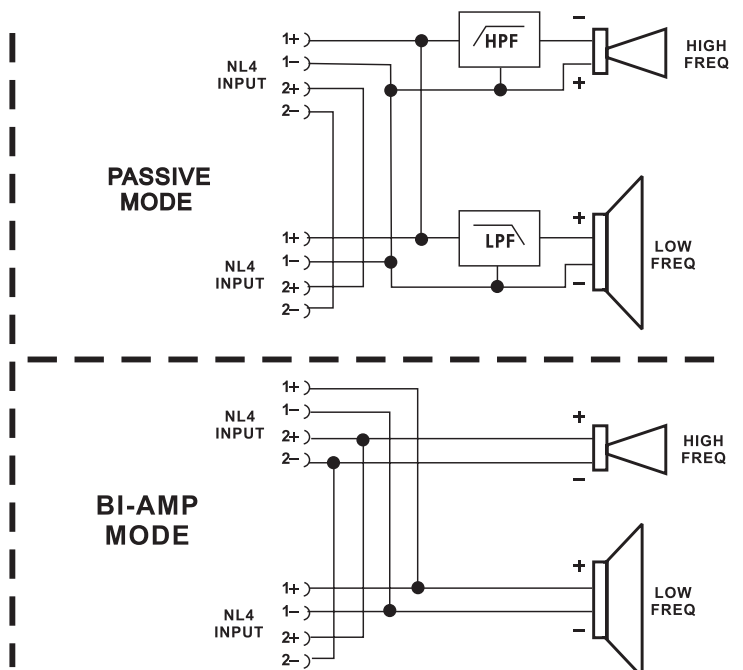 PASSIVE
MODE
NL4
INPUT
1+
1−
2+
2−
HPF
−
+
HIGH
FREQ
NL4
INPUT
1+
1−
2+
2−
LPF
+
−
LOW
FREQ
BI-AMP
MODE
NL4
INPUT
1+
1−
2+
2−
+
−
HIGH
FREQ
NL4
INPUT
1+
1−
2+
2−
+
−
LOW
FREQ